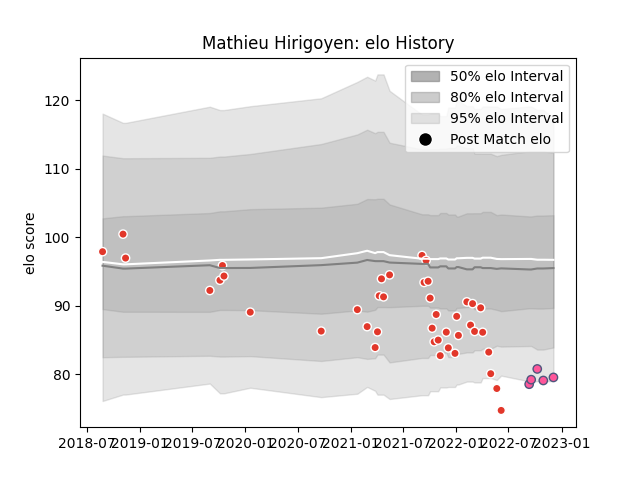 Mathieu Hirigoyen: elo History
50% elo Interval
80% elo Interval
95% elo Interval
Post Match elo
elo score
120
110
100
90
80
2018-07 2019-01 2019-07 2020-01 2020-07 2021-01 2021-07 2022-01 2022-07 2023-01